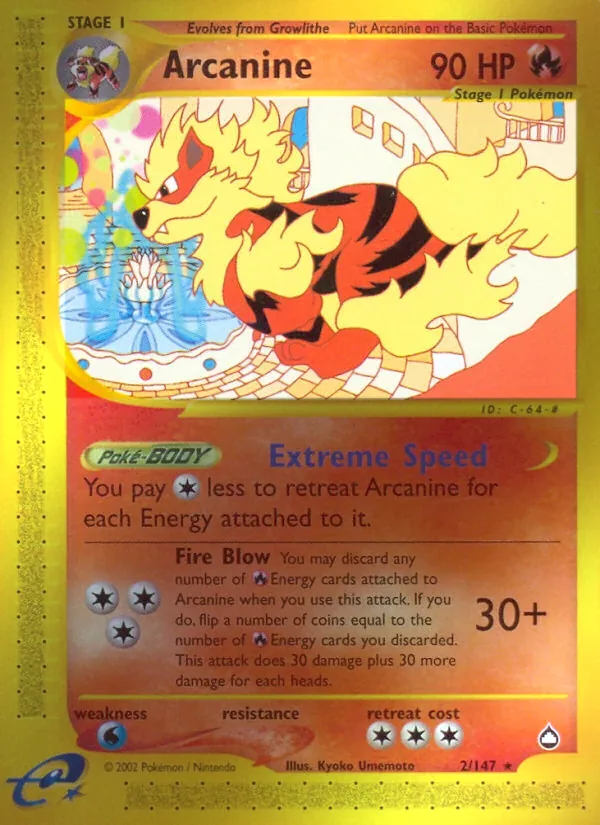 STAGE 1
Evolves from Growlithe Put Arcanine on the Basic Pokémon
Arcanine 90 HP
Stage 1 Pokémon
ID: C-64-#
Poké-BODY Extreme Speed
You pay less to retreat Arcanine for
each Energy attached to it.
Fire Blow You may discard any
number of Energy cards attached to
Arcanine when you use this attack. If you
do, flip a number of coins equal to the
number of Energy cards you discarded.
This attack does 30 damage plus 30 more
damage for each heads.
30+
weakness resistance retreat cost
© 2002 Pokémon / Nintendo Illus. Kyoko Umemoto 2/147
e